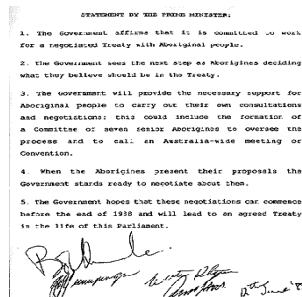 STATEMENT BY THE PRIME MINISTER:
1. The Government affirms that it is committed to work
for a negotiated Treaty with Aboriginal people.
2. The Government sees the next step as Aborigines deciding
what they believe should be in the Treaty.
3. The Government will provide the necessary support for
Aboriginal people to carry out their own consultations
and negotiations: this could include the formation of
a Committee of seven senior Aborigines to oversee the
process and to call an Australia-wide meeting or
Convention.
4. When the Aborigines present their proposals the
Government stands ready to negotiate about them.
5. The Government hopes that these negotiations can commence
before the end of 1988 and will lead to an agreed Treaty
in the life of this Parliament.
12th June '8